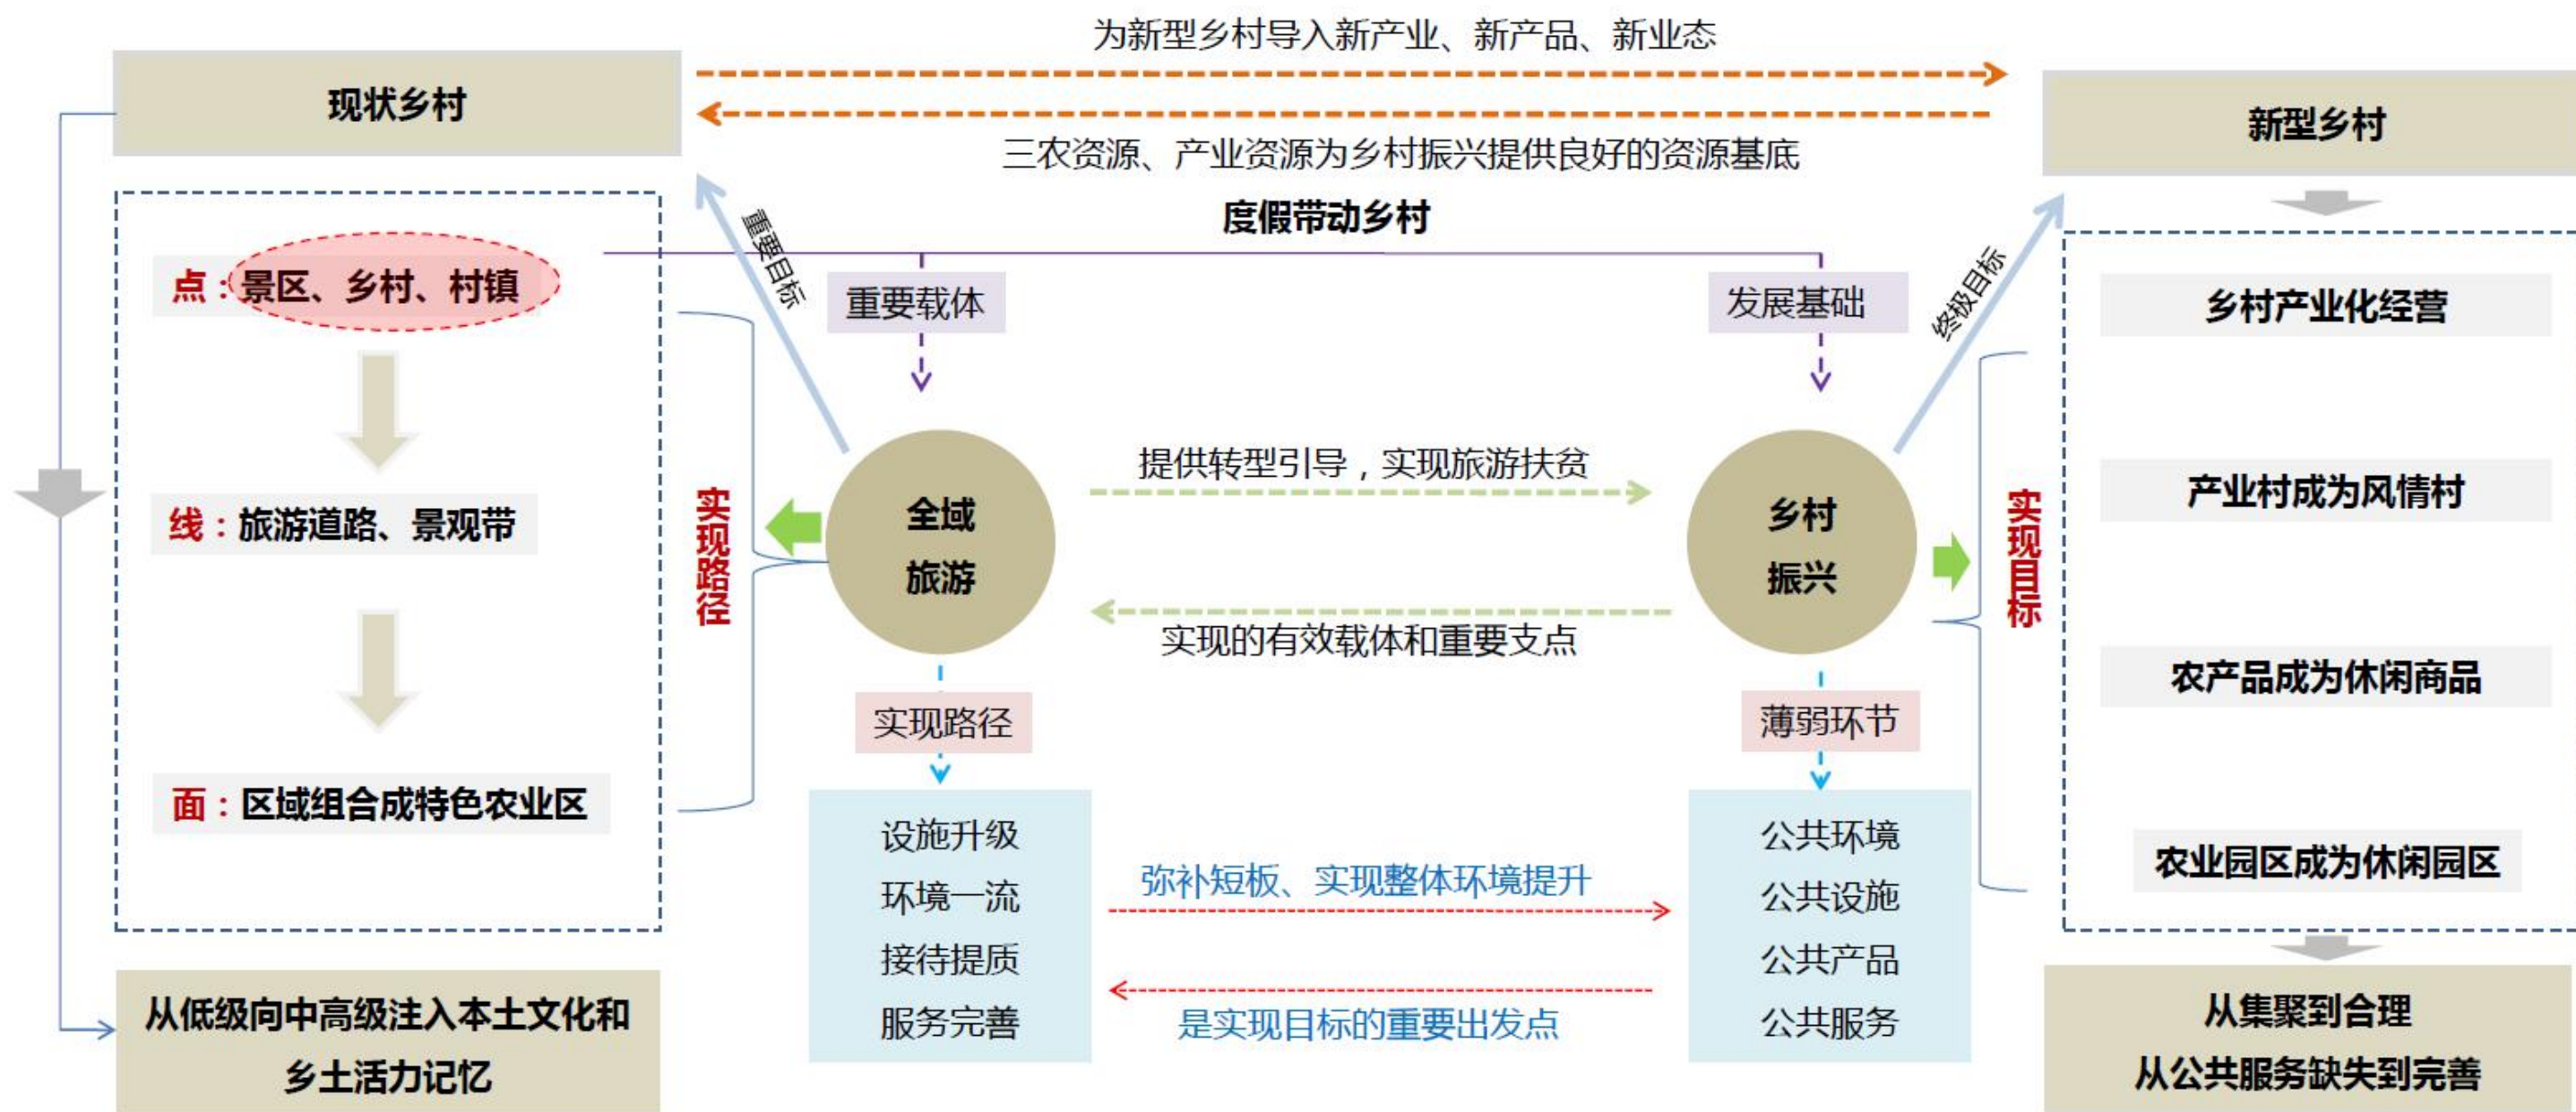 为新型乡村导入新产业、新产品、新业态
现状乡村
新型乡村
三农资源、产业资源为乡村振兴提供良好的资源基底
度假带动乡村
重要目标
终极目标
点：景区、乡村、村镇
重要载体
发展基础
乡村产业化经营
线：旅游道路、景观带
实现路径
全域
旅游
提供转型引导，实现旅游扶贫
实现的有效载体和重要支点
乡村
振兴
实现目标
产业村成为风情村
农产品成为休闲商品
实现路径
薄弱环节
面：区域组合成特色农业区
设施升级
环境一流
接待提质
服务完善
弥补短板、实现整体环境提升
是实现目标的重要出发点
公共环境
公共设施
公共产品
公共服务
农业园区成为休闲园区
从低级向中高级注入本土文化和
乡土活力记忆
从集聚到合理
从公共服务缺失到完善